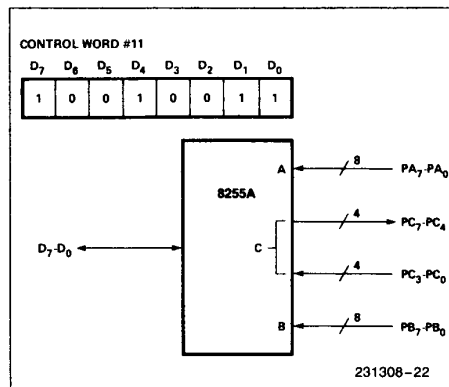 CONTROL WORD #11
D7 D6 D5 D4 D3 D2 D1 D0
1 0 0 1 0 0 1 1
8255A
A
8
PA7-PA0
4
PC7-PC4
D7-D0
C
4
PC3-PC0
B
8
PB7-PB0
231308-22